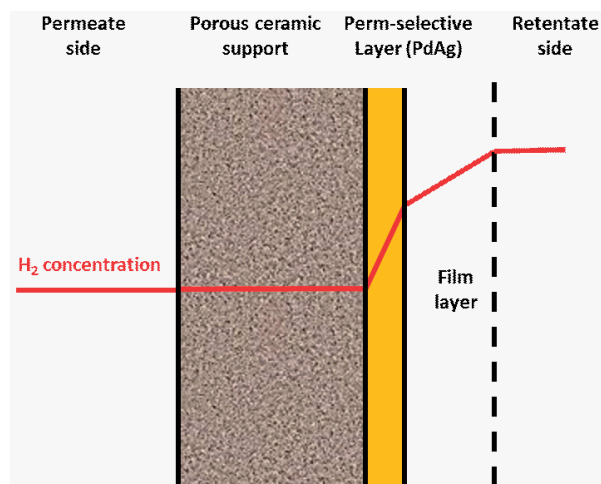 Permeate
side
Porous ceramic
support
Perm-selective
Layer (PdAg)
Retentate
side
H₂ concentration
Film
layer